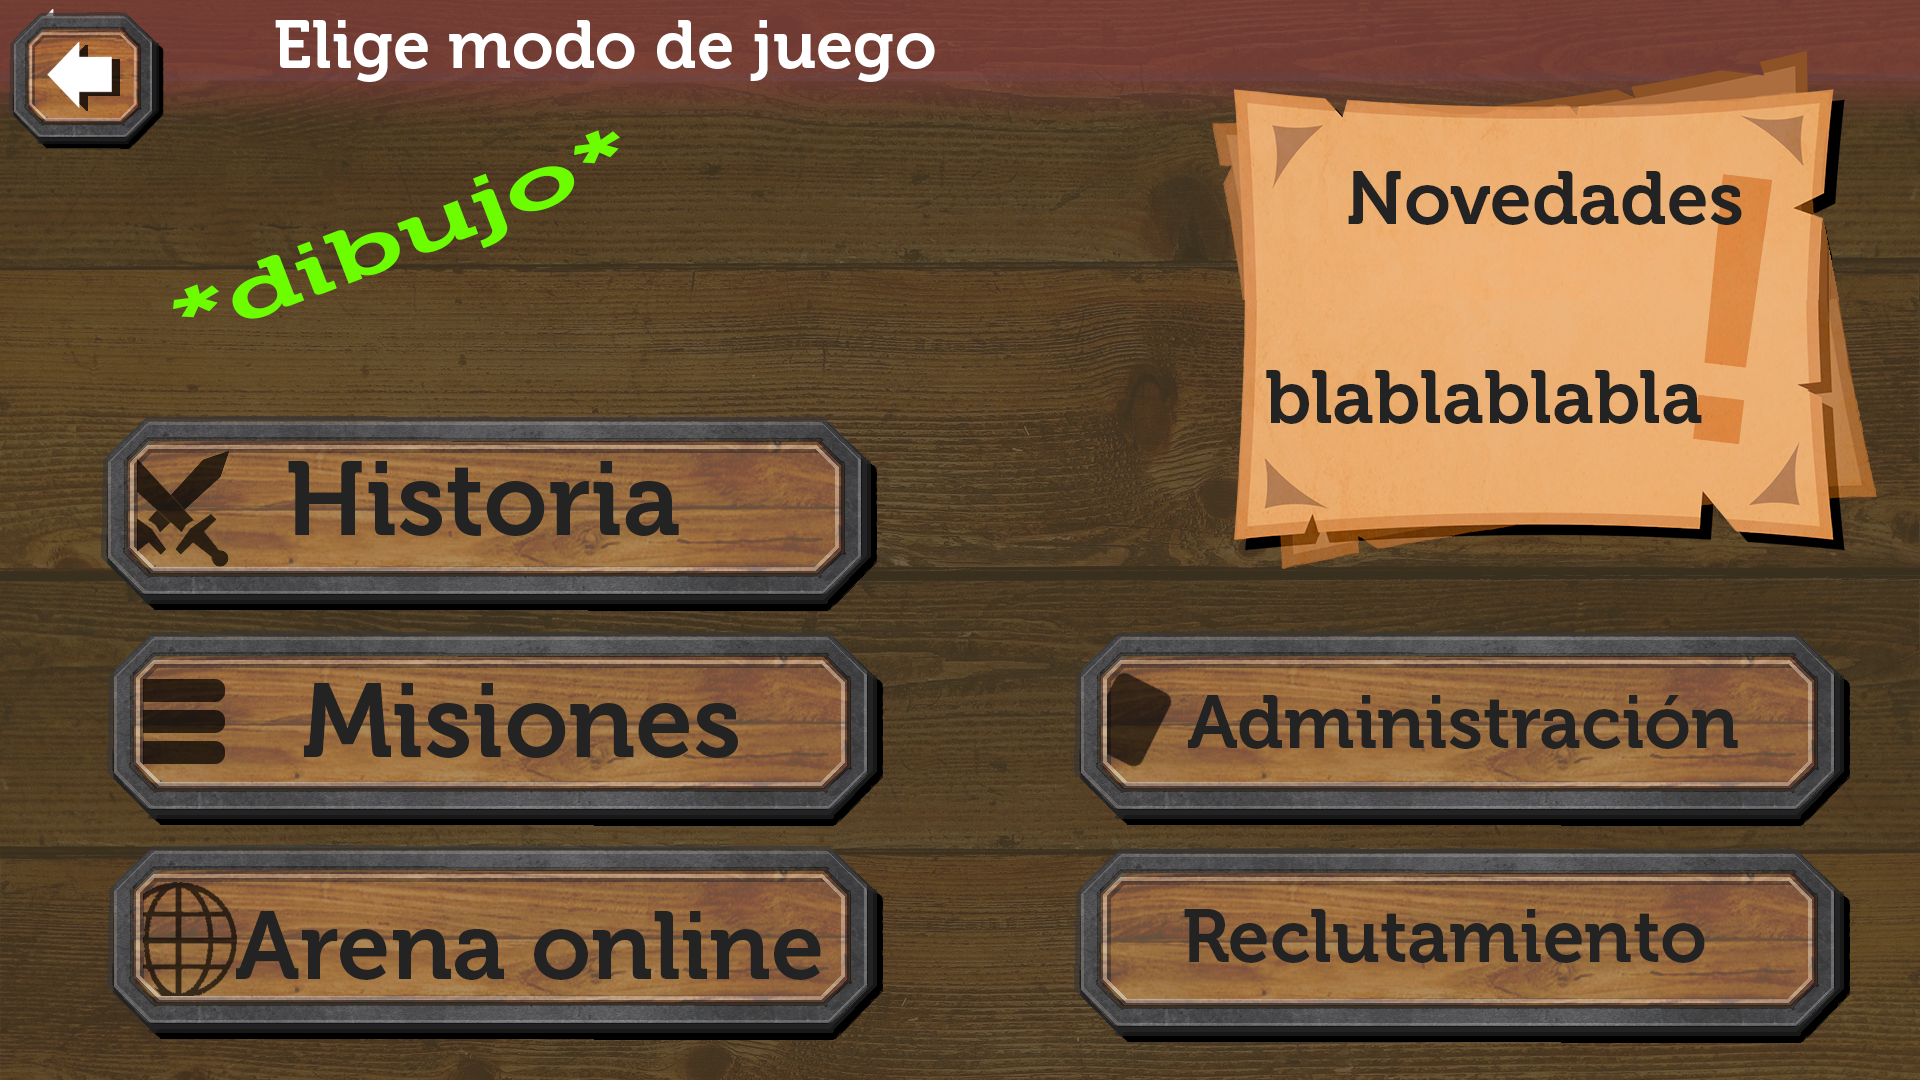 Elige modo de juego
*dibujo*
Novedades
!
blablablabla
Historia
Misiones
Administración
Arena online
Reclutamiento